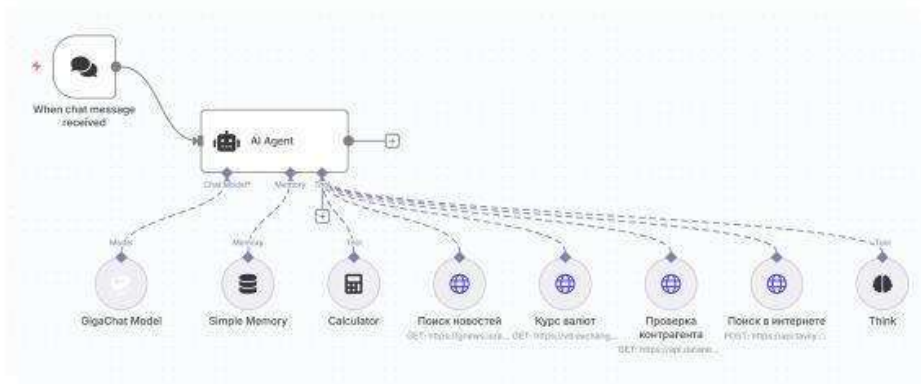 When chat message
received
AI Agent
Chat Model*
Memory
Tool
Model
Memory
Tool
Tool
GigaChat Model
Simple Memory
Calculator
Поиск новостей
Курс валют
Проверка
контрагента
Поиск в интернете
Think